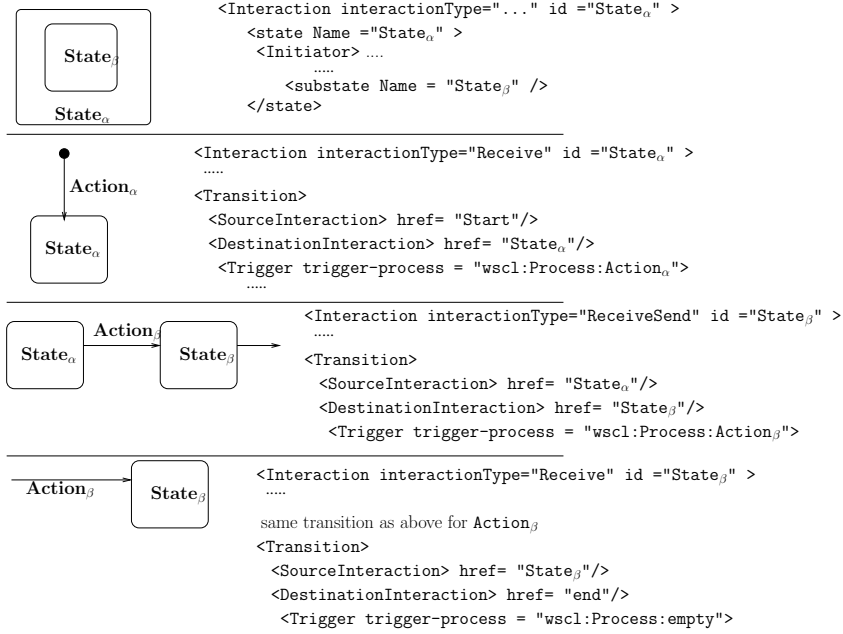 <Interaction interactionType="..." id ="State_α" >
<state Name ="State_α" >
<Initiator> ....
.....
<substate Name = "State_β" />
</state>
State_β
State_α
<Interaction interactionType="Receive" id ="State_α" >
.....
<Transition>
<SourceInteraction> href= "Start"/>
<DestinationInteraction> href= "State_α"/>
<Trigger trigger-process = "wscl:Process:Action_α">
.....
Action_α
State_α
<Interaction interactionType="ReceiveSend" id ="State_β" >
.....
<Transition>
<SourceInteraction> href= "State_α"/>
<DestinationInteraction> href= "State_β"/>
<Trigger trigger-process = "wscl:Process:Action_β">
Action_β
State_α
State_β
<Interaction interactionType="Receive" id ="State_β" >
.....
same transition as above for Action_β
<Transition>
<SourceInteraction> href= "State_β"/>
<DestinationInteraction> href= "end"/>
<Trigger trigger-process = "wscl:Process:empty">
Action_β
State_β